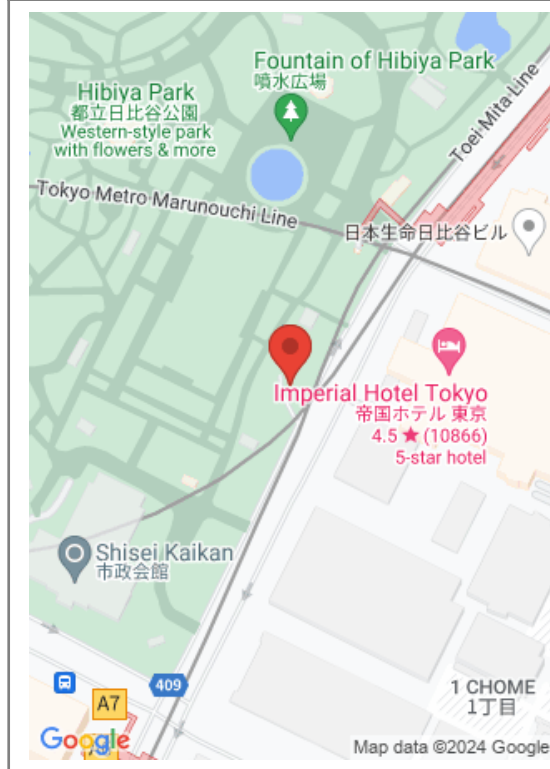 Fountain of Hibiya Park
噴水広場
Hibiya Park
都立日比谷公園
Western-style park
with flowers & more
Toei Mita Line
Tokyo Metro Marunouchi Line
日本生命日比谷ビル
Imperial Hotel Tokyo
帝国ホテル 東京
4.5 ★ (10866)
5-star hotel
Shisei Kaikan
市政会館
409
A7
1 CHOME
1丁目
Google
Map data ©2024 Google